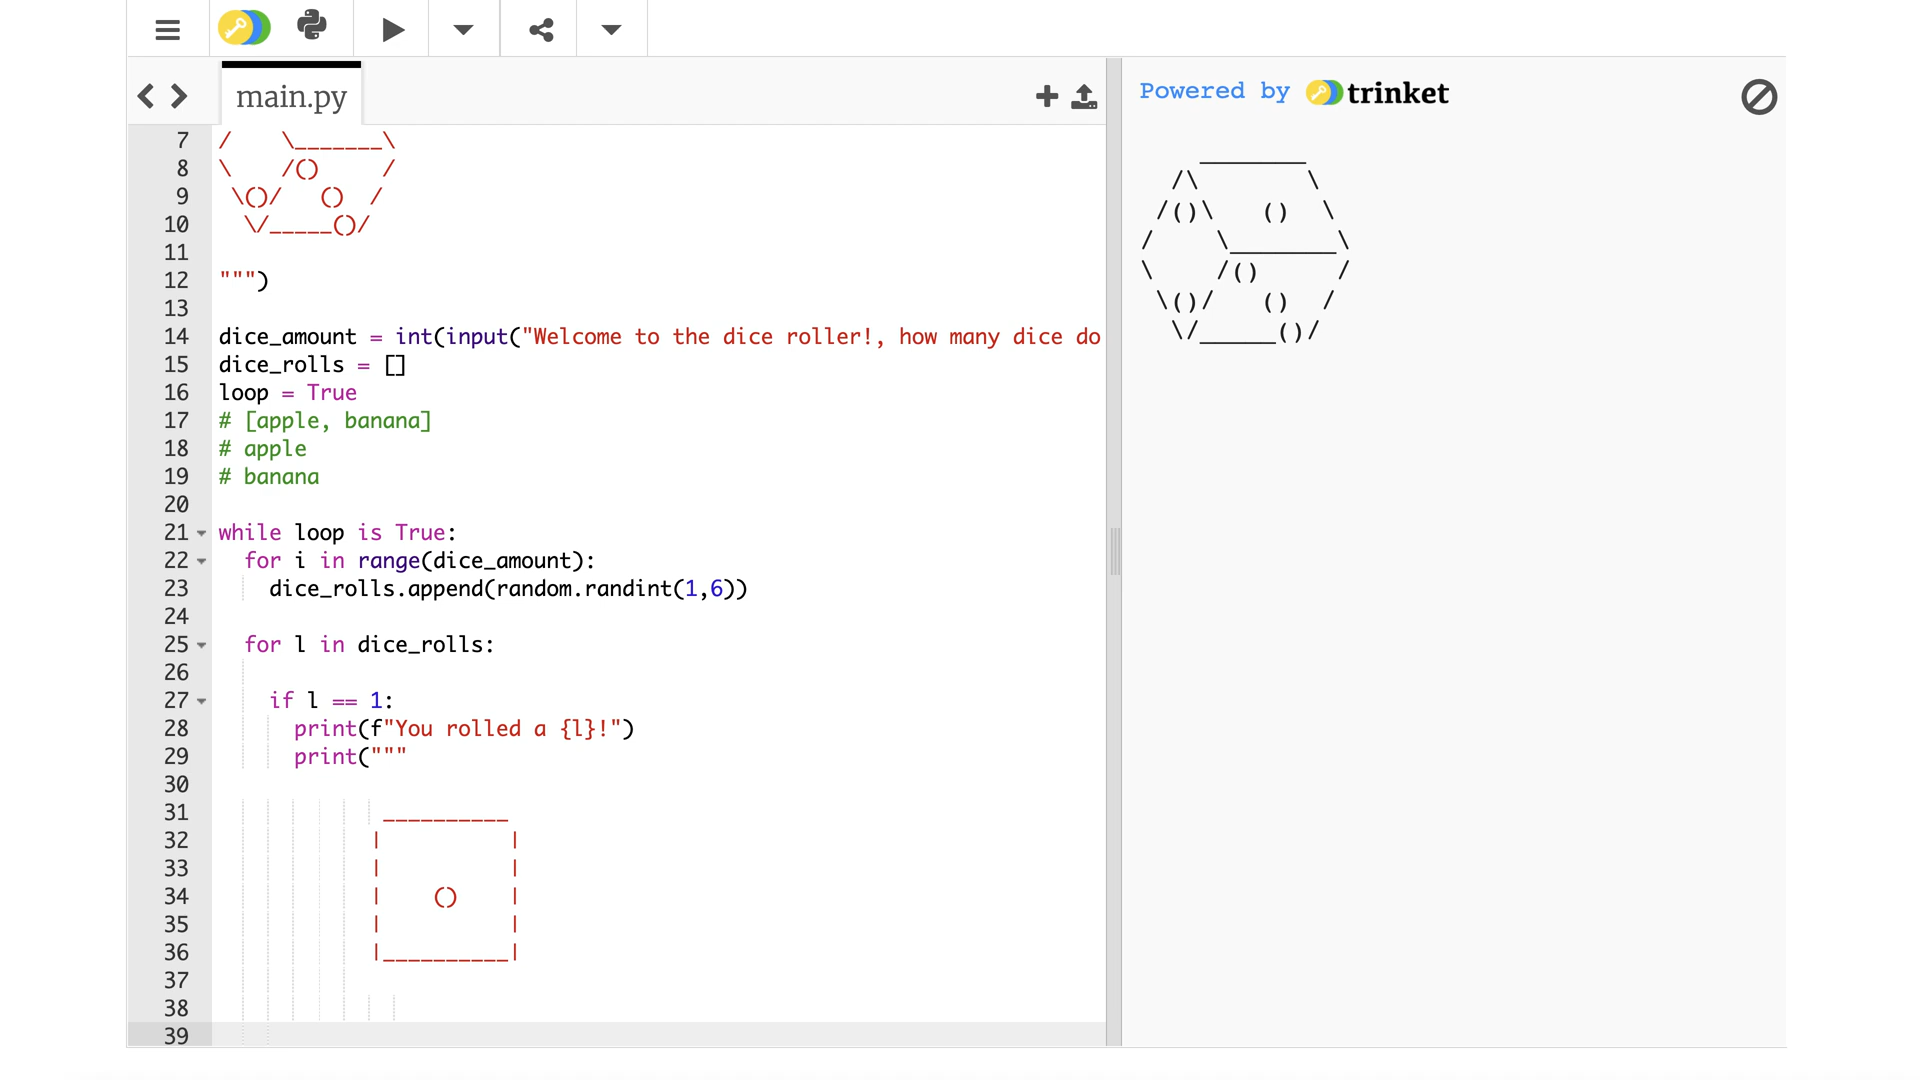 main.py
Powered by trinket
7 /    \_______\
8 \    /()     /
9  \()/   ()  /
10   \/_____()/
11
12 """)
13
14 dice_amount = int(input("Welcome to the dice roller!, how many dice do
15 dice_rolls = []
16 loop = True
17 # [apple, banana]
18 # apple
19 # banana
20
21 while loop is True:
22   for i in range(dice_amount):
23     dice_rolls.append(random.randint(1,6))
24
25   for l in dice_rolls:
26
27     if l == 1:
28       print(f"You rolled a {l}!")
29       print("""
30
31              __________
32             |          |
33             |          |
34             |    ()    |
35             |          |
36             |__________|
37
38
39
    _______
  /\       \
 /()\   ()  \
/    \_______\
\    /()     /
 \()/   ()  /
  \/_____()/